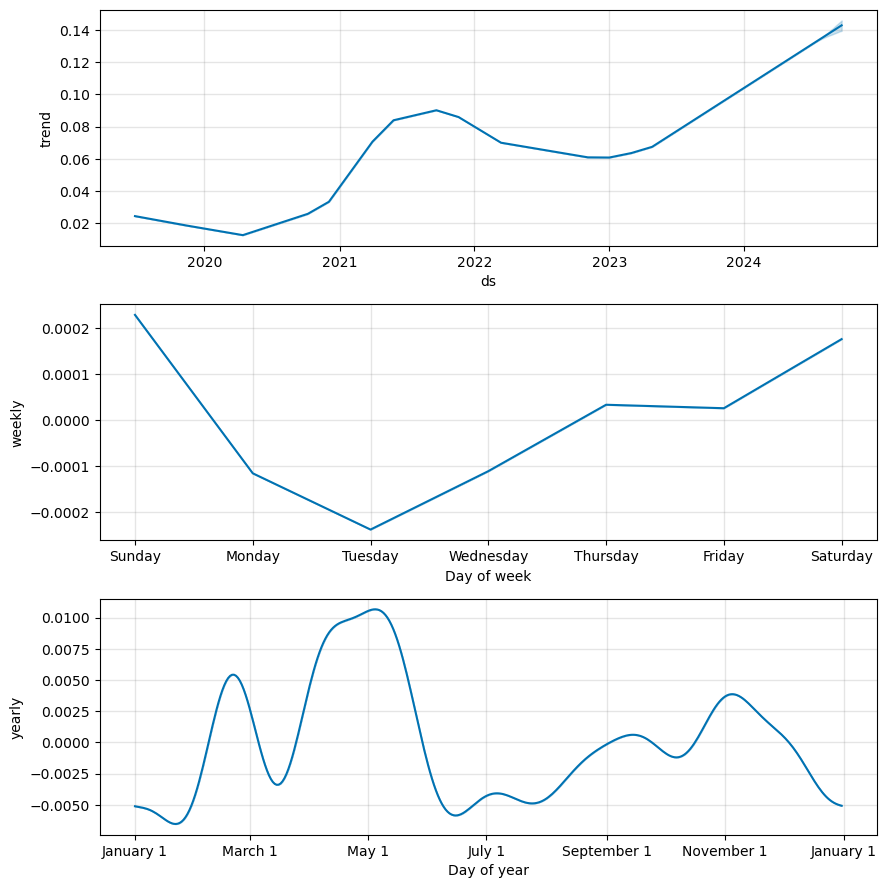 0.14
0.12
0.10
0.08
0.06
0.04
0.02
trend
2020 2021 2022 2023 2024
ds
0.0002
0.0001
0.0000
−0.0001
−0.0002
weekly
Sunday Monday Tuesday Wednesday Thursday Friday Saturday
Day of week
0.0100
0.0075
0.0050
0.0025
0.0000
−0.0025
−0.0050
yearly
January 1 March 1 May 1 July 1 September 1 November 1 January 1
Day of year